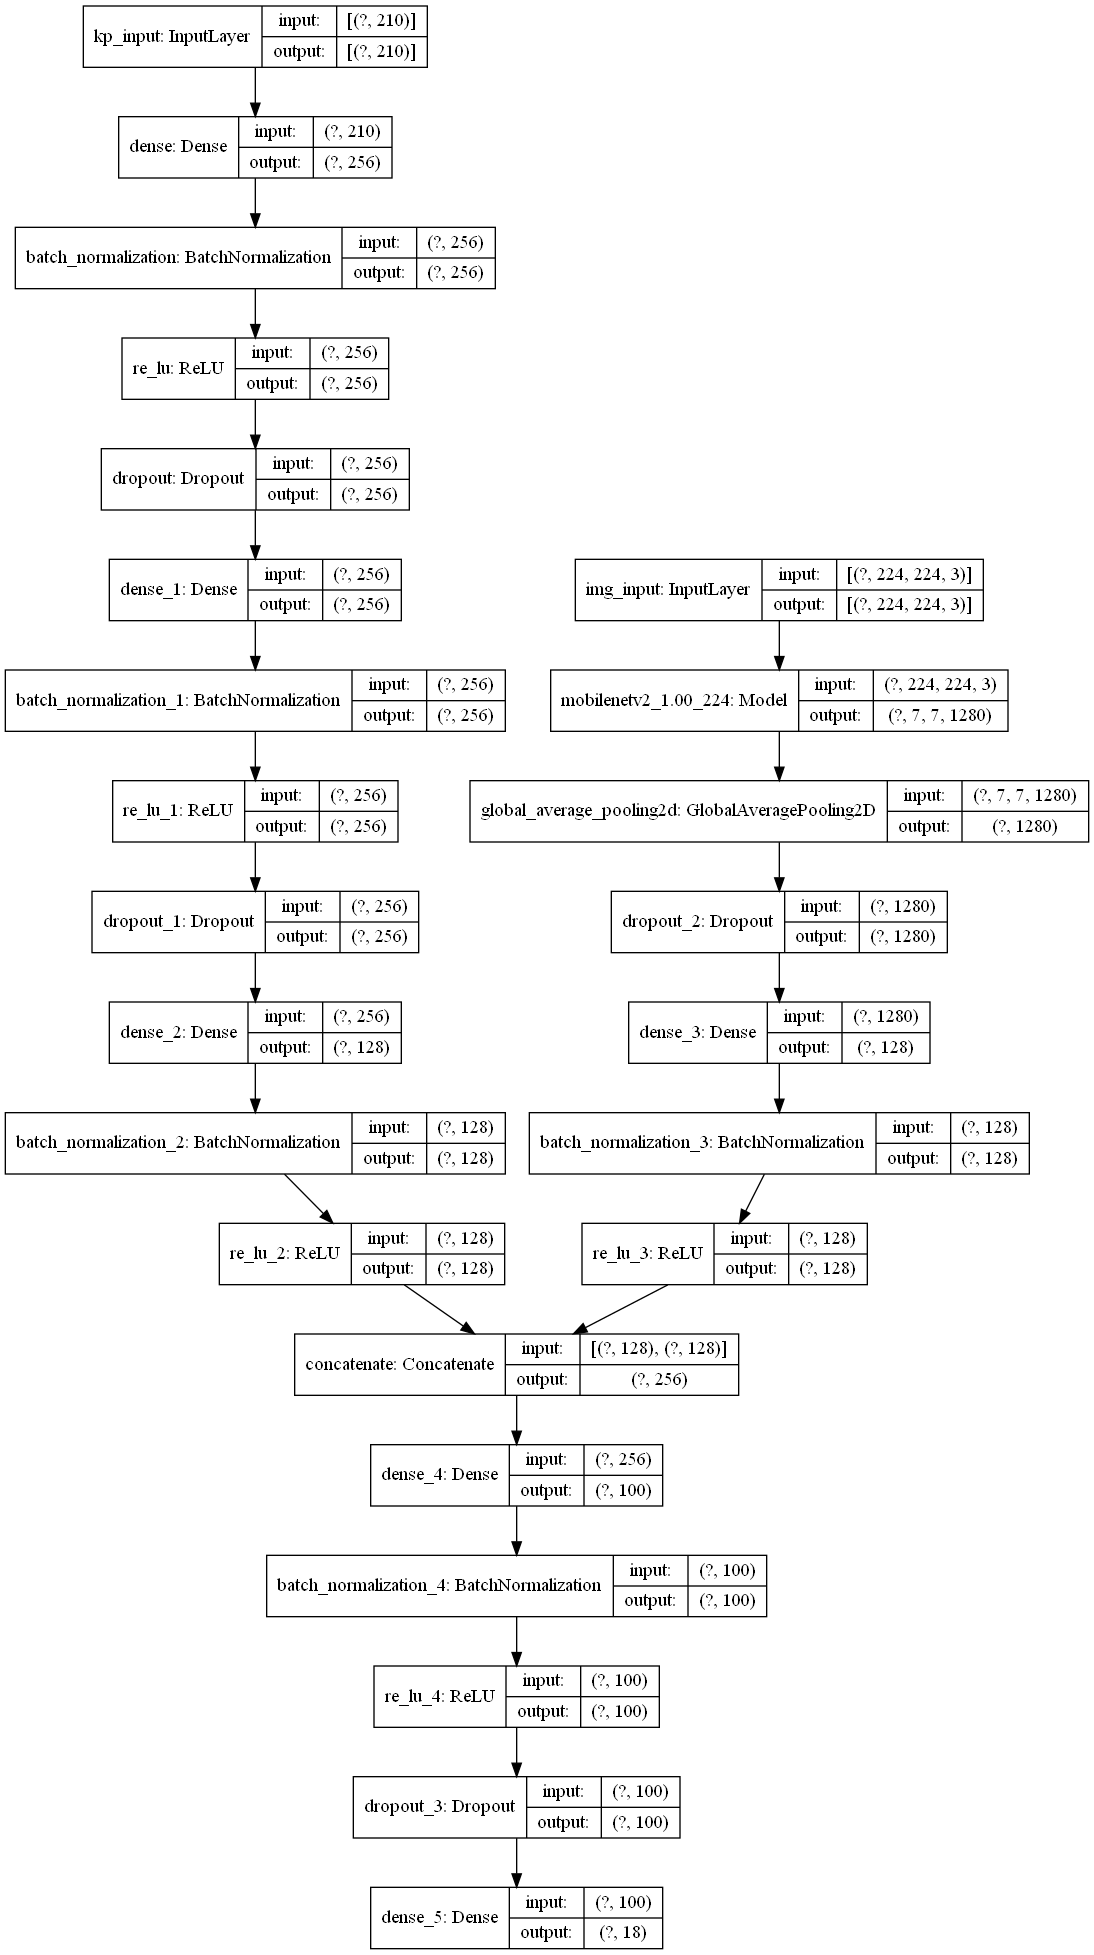 kp_input: InputLayer
input: [(?, 210)]
output: [(?, 210)]
dense: Dense
input: (?, 210)
output: (?, 256)
batch_normalization: BatchNormalization
input: (?, 256)
output: (?, 256)
re_lu: ReLU
input: (?, 256)
output: (?, 256)
dropout: Dropout
input: (?, 256)
output: (?, 256)
dense_1: Dense
input: (?, 256)
output: (?, 256)
img_input: InputLayer
input: [(?, 224, 224, 3)]
output: [(?, 224, 224, 3)]
batch_normalization_1: BatchNormalization
input: (?, 256)
output: (?, 256)
mobilenetv2_1.00_224: Model
input: (?, 224, 224, 3)
output: (?, 7, 7, 1280)
re_lu_1: ReLU
input: (?, 256)
output: (?, 256)
global_average_pooling2d: GlobalAveragePooling2D
input: (?, 7, 7, 1280)
output: (?, 1280)
dropout_1: Dropout
input: (?, 256)
output: (?, 256)
dropout_2: Dropout
input: (?, 1280)
output: (?, 1280)
dense_2: Dense
input: (?, 256)
output: (?, 128)
dense_3: Dense
input: (?, 1280)
output: (?, 128)
batch_normalization_2: BatchNormalization
input: (?, 128)
output: (?, 128)
batch_normalization_3: BatchNormalization
input: (?, 128)
output: (?, 128)
re_lu_2: ReLU
input: (?, 128)
output: (?, 128)
re_lu_3: ReLU
input: (?, 128)
output: (?, 128)
concatenate: Concatenate
input: [(?, 128), (?, 128)]
output: (?, 256)
dense_4: Dense
input: (?, 256)
output: (?, 100)
batch_normalization_4: BatchNormalization
input: (?, 100)
output: (?, 100)
re_lu_4: ReLU
input: (?, 100)
output: (?, 100)
dropout_3: Dropout
input: (?, 100)
output: (?, 100)
dense_5: Dense
input: (?, 100)
output: (?, 18)